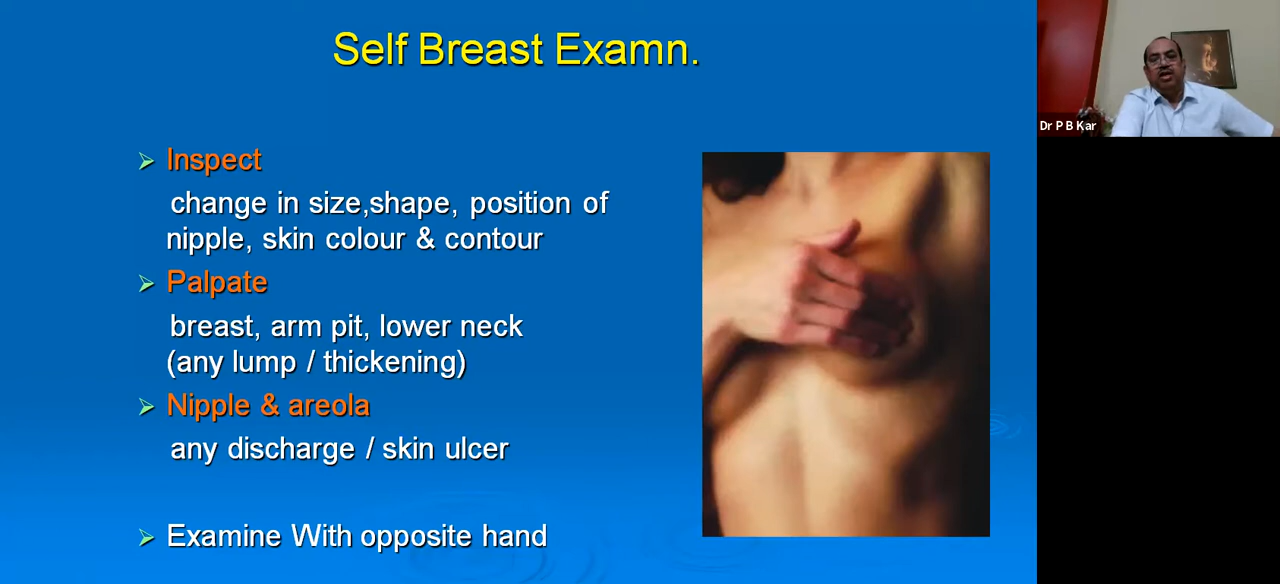 Self Breast Examn.
Inspect
change in size,shape, position of
nipple, skin colour & contour
Palpate
breast, arm pit, lower neck
(any lump / thickening)
Nipple & areola
any discharge / skin ulcer
Examine With opposite hand
Dr P B Kar